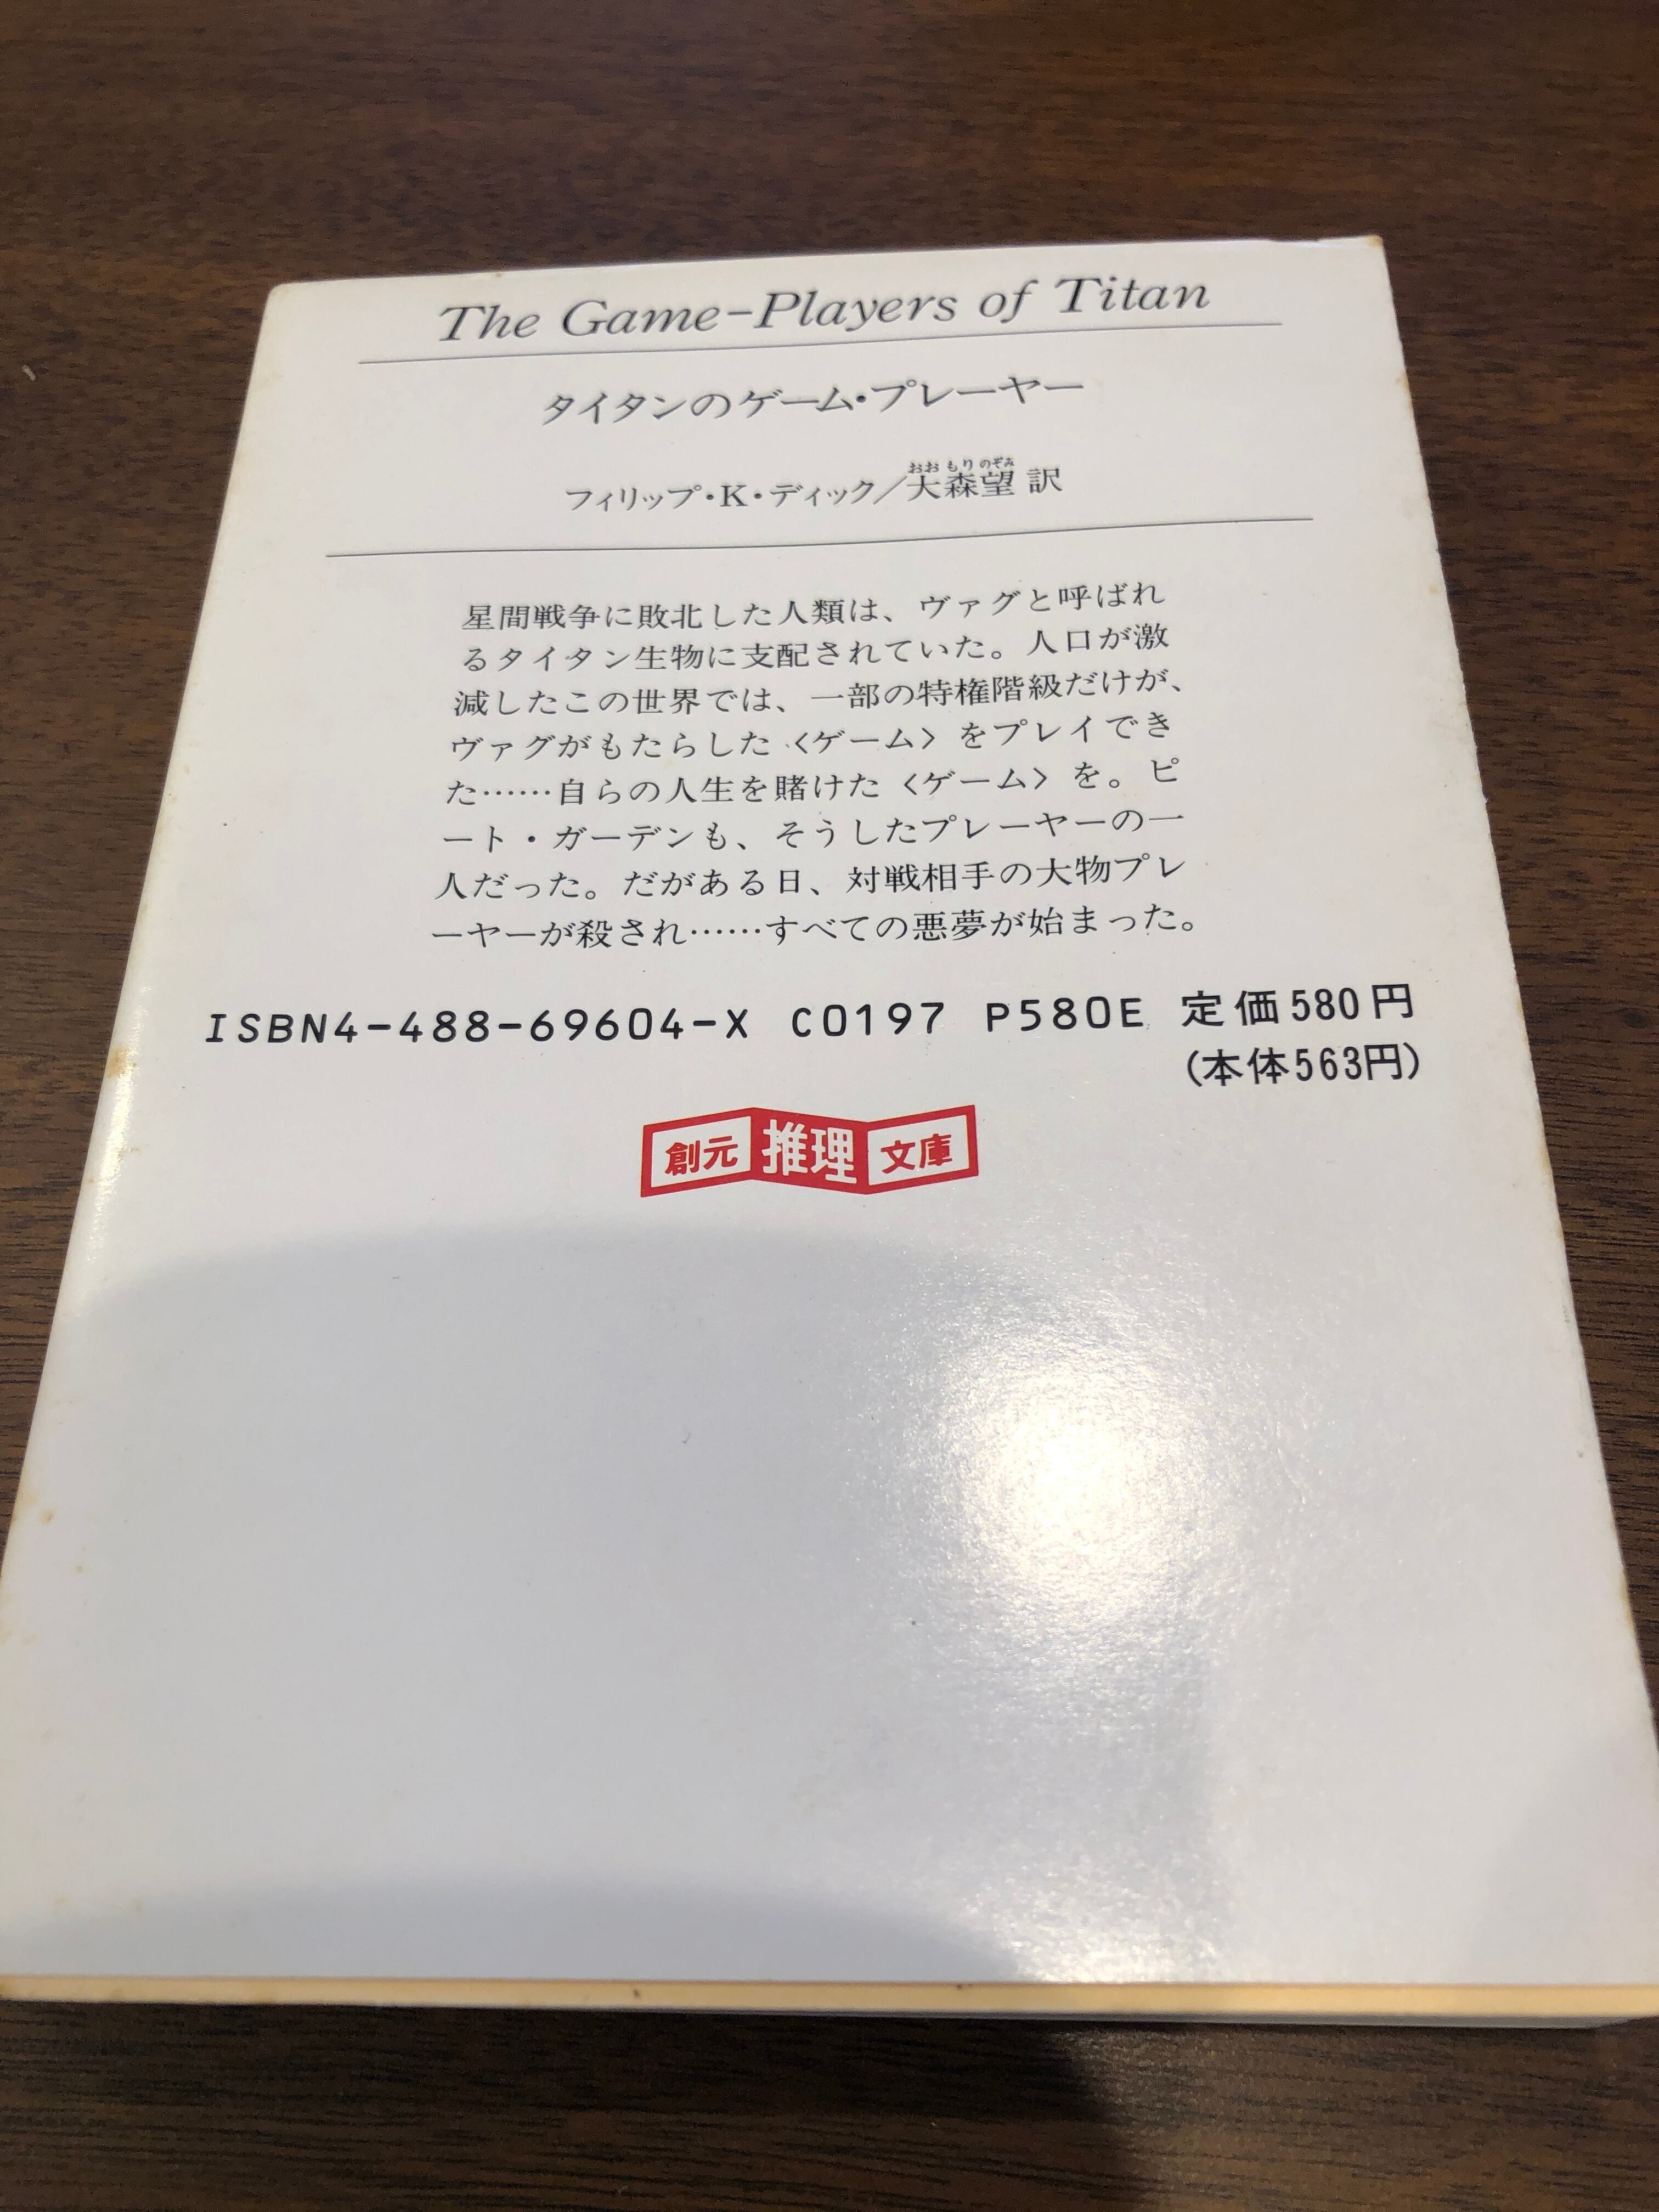 The Game-Players of Titan
タイタンのゲーム・プレーヤー
おおもりのぞみ
フィリップ・K・ディック／大森望 訳
星間戦争に敗北した人類は、ヴァグと呼ばれ
るタイタン生物に支配されていた。人口が激
減したこの世界では、一部の特権階級だけが、
ヴァグがもたらした〈ゲーム〉をプレイでき
た……自らの人生を賭けた〈ゲーム〉を。ピ
ート・ガーデンも、そうしたプレーヤーの一
人だった。だがある日、対戦相手の大物プレ
ーヤーが殺され……すべての悪夢が始まった。
ISBN4-488-69604-X C0197 P580E 定価580円
(本体563円)
創元推理文庫